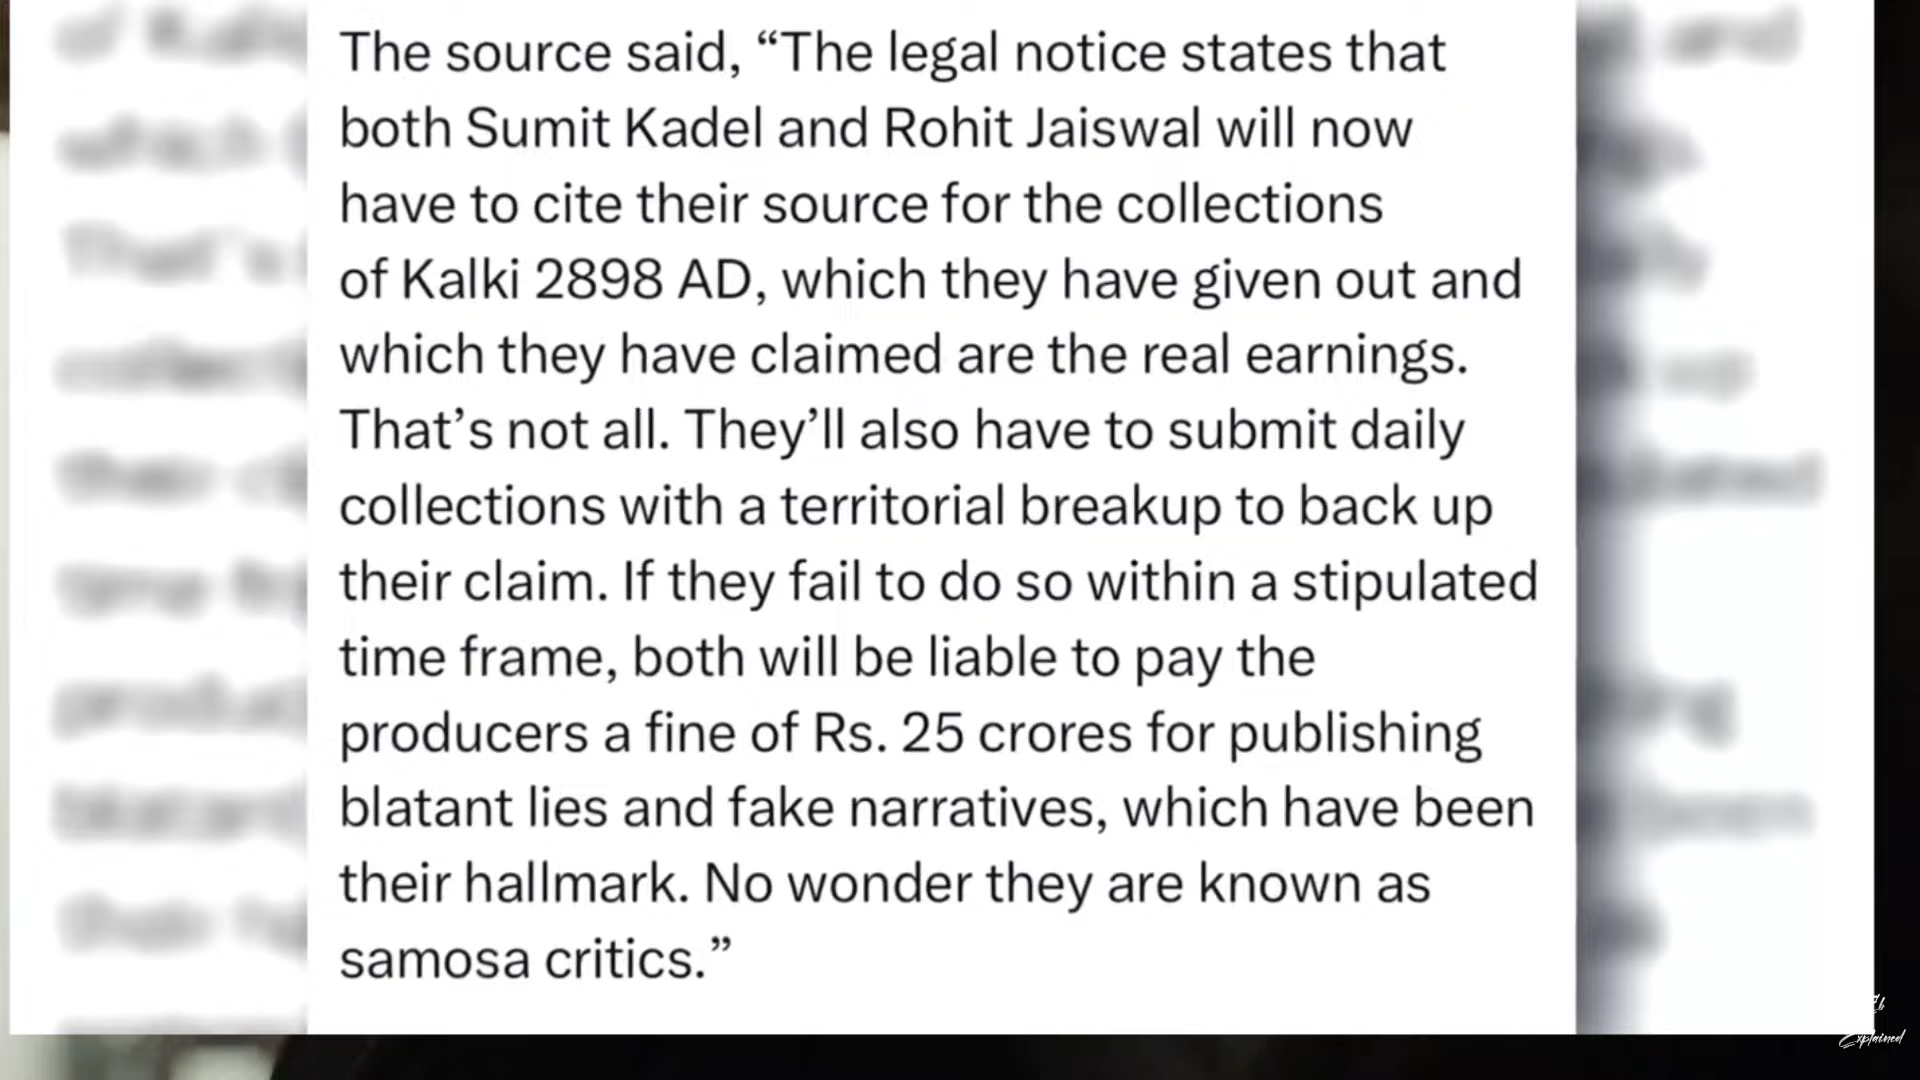 The source said, “The legal notice states that
both Sumit Kadel and Rohit Jaiswal will now
have to cite their source for the collections
of Kalki 2898 AD, which they have given out and
which they have claimed are the real earnings.
That’s not all. They’ll also have to submit daily
collections with a territorial breakup to back up
their claim. If they fail to do so within a stipulated
time frame, both will be liable to pay the
producers a fine of Rs. 25 crores for publishing
blatant lies and fake narratives, which have been
their hallmark. No wonder they are known as
samosa critics.”
Explained